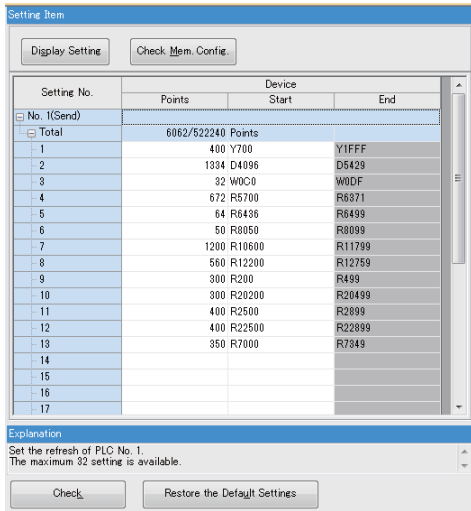 Setting Item
Display Setting Check Mem. Config.
Setting No. Device
Points Start End
No. 1(Send)
Total 6062/522240 Points
1 400 Y700 Y1FFF
2 1334 D4096 D5429
3 32 W0C0 W0DF
4 672 R5700 R6371
5 64 R6436 R6499
6 50 R8050 R8099
7 1200 R10600 R11799
8 560 R12200 R12759
9 300 R200 R499
10 300 R20200 R20499
11 400 R2500 R2899
12 400 R22500 R22899
13 350 R7000 R7349
14
15
16
17
Explanation
Set the refresh of PLC No. 1.
The maximum 32 setting is available.
Check Restore the Default Settings